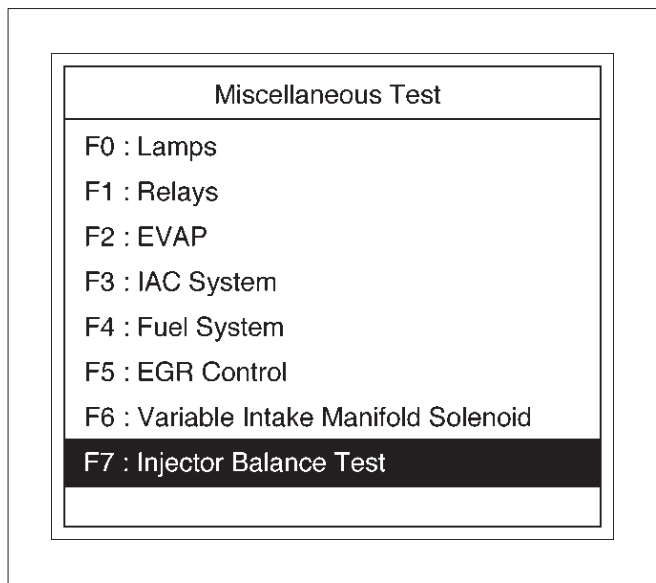 Miscellaneous Test
F0 : Lamps
F1 : Relays
F2 : EVAP
F3 : IAC System
F4 : Fuel System
F5 : EGR Control
F6 : Variable Intake Manifold Solenoid
F7 : Injector Balance Test